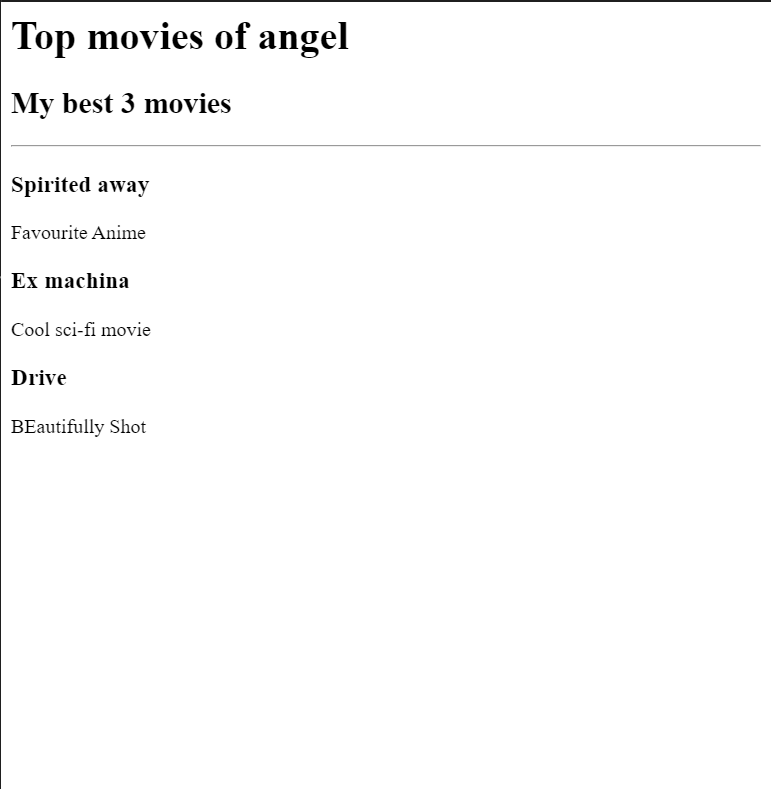 Top movies of angel
My best 3 movies
Spirited away
Favourite Anime
Ex machina
Cool sci-fi movie
Drive
BEautifully Shot